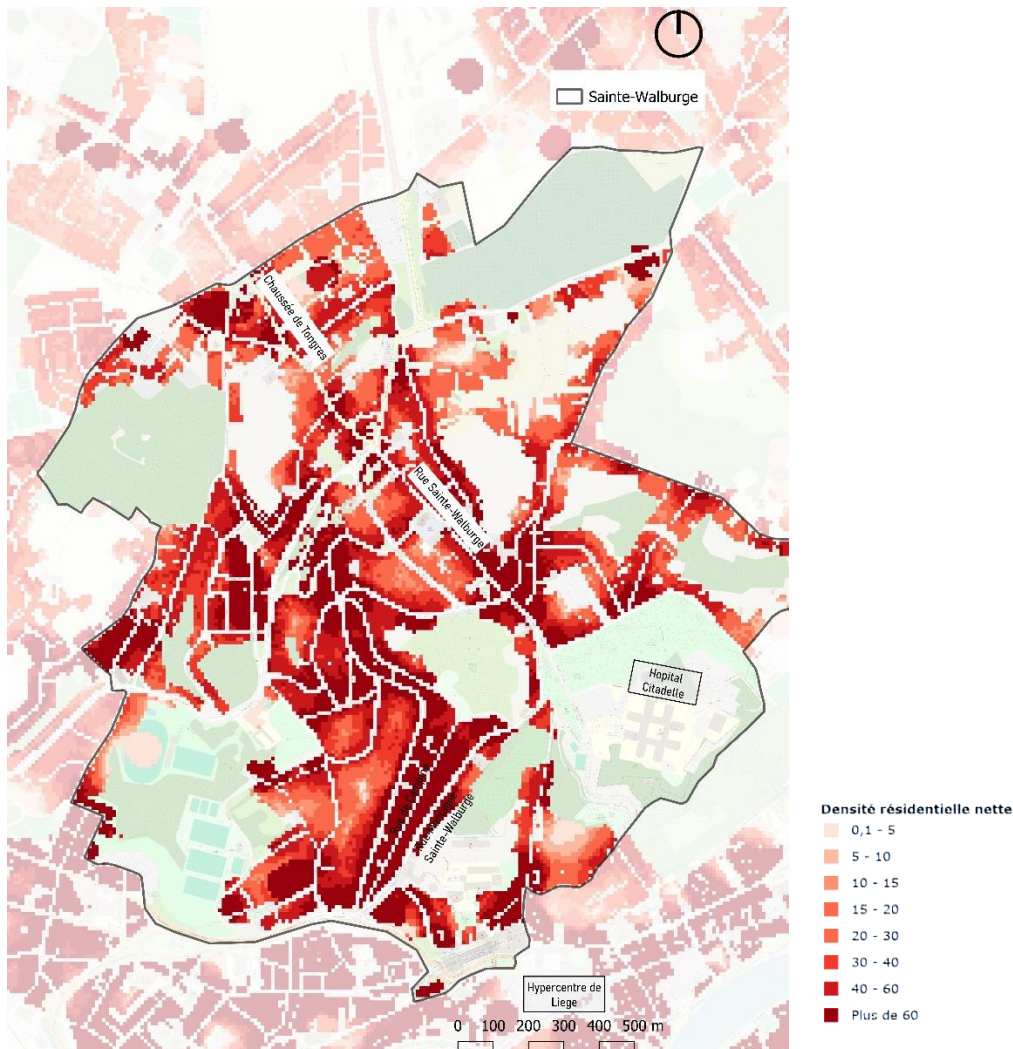 Sainte-Walburge
Chaussée de Tongres
Rue Sainte-Walburge
Hopital
Citadelle
Sainte-Walburge
Hypercentre de
Liege
0 100 200 300 400 500 m
Densité résidentielle nette
0,1 - 5
5 - 10
10 - 15
15 - 20
20 - 30
30 - 40
40 - 60
Plus de 60